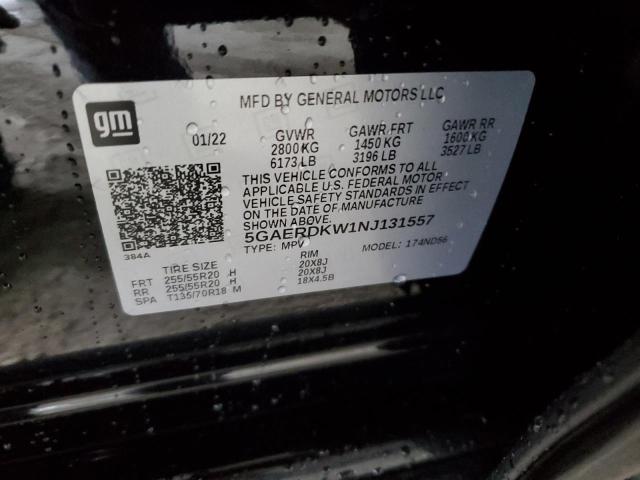 gm
MFD BY GENERAL MOTORS LLC
01/22 GVWR GAWR FRT GAWR RR
2800 KG 1450 KG 1600 KG
6173 LB 3196 LB 3527 LB
THIS VEHICLE CONFORMS TO ALL
APPLICABLE U.S. FEDERAL MOTOR
VEHICLE SAFETY STANDARDS IN EFFECT
ON THE DATE OF MANUFACTURE
SHOWN ABOVE.
5GAERDKW1NJ131557
384A TYPE: MPV MODEL: 174ND56
TIRE SIZE RIM
FRT 255/55R20 H 20X8J
RR 255/55R20 H 20X8J
SPA T135/70R18 M 18X4.5B